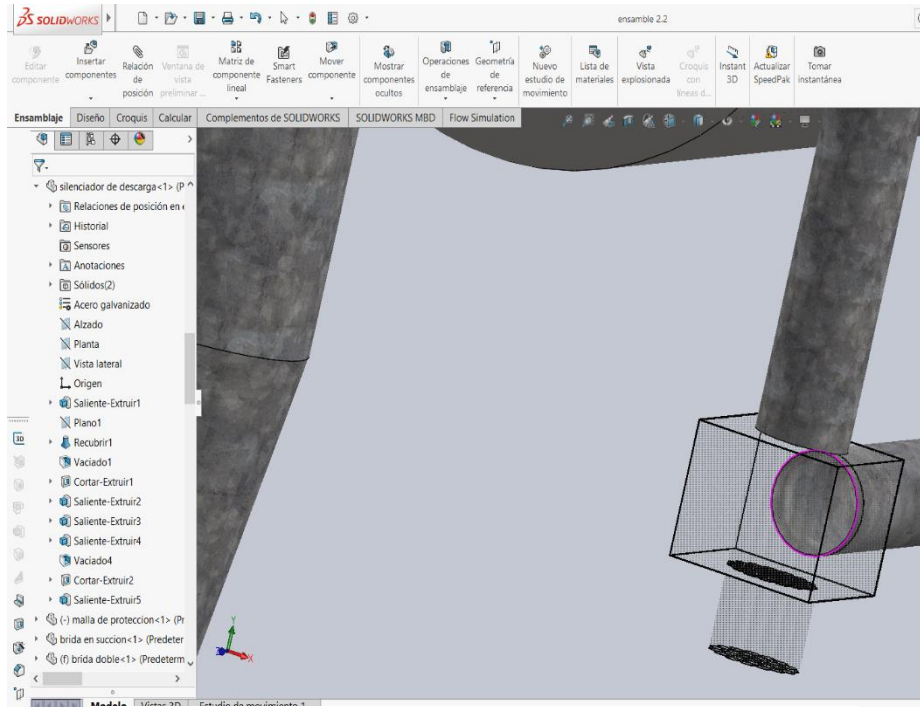 3S SOLIDWORKS
ensamble 2.2
Editar componente
Insertar componentes
Relación de posición
Ventana de vista preliminar ...
Matriz de componente lineal
Smart Fasteners
Mover componente
Mostrar componentes ocultos
Operaciones de ensamblaje
Geometría de referencia
Nuevo estudio de movimiento
Lista de materiales
Vista explosionada
Croquis con líneas d...
Instant 3D
Actualizar SpeedPak
Tomar instantánea
Ensamblaje Diseño Croquis Calcular Complementos de SOLIDWORKS SOLIDWORKS MBD Flow Simulation
silenciador de descarga<1> (P
Relaciones de posición en
Historial
Sensores
Anotaciones
Sólidos(2)
Acero galvanizado
Alzado
Planta
Vista lateral
Origen
Saliente-Extruir1
Plano1
Recubrir1
Vaciado1
Cortar-Extruir1
Saliente-Extruir2
Saliente-Extruir3
Saliente-Extruir4
Vaciado4
Cortar-Extruir2
Saliente-Extruir5
(-) malla de proteccion<1> (Pr
brida en succion<1> (Predeter
(f) brida doble<1> (Predeterm
Y
X
3D
Modelo Vistas 3D Estudio de movimiento 1